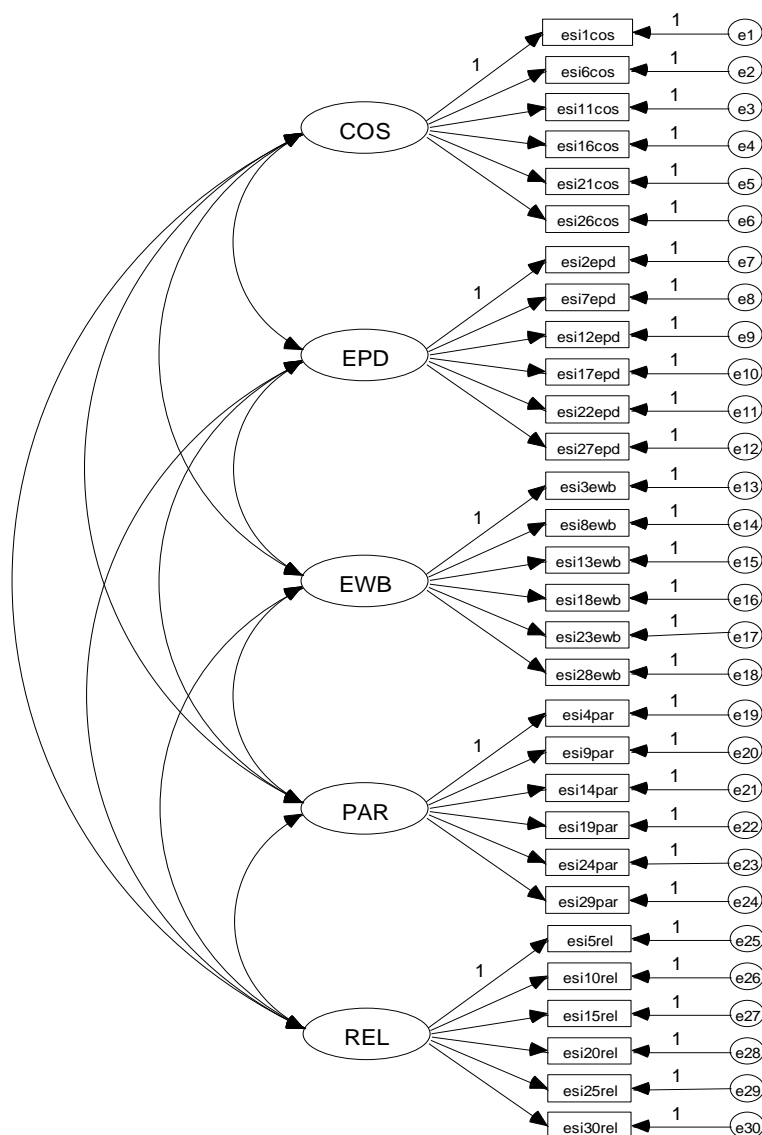 esi1cos 1 e1
1
esi6cos 1 e2
esi11cos 1 e3
COS
esi16cos 1 e4
esi21cos 1 e5
esi26cos 1 e6
esi2epd 1 e7
1
esi7epd 1 e8
esi12epd 1 e9
EPD
esi17epd 1 e10
esi22epd 1 e11
esi27epd 1 e12
esi3ewb 1 e13
1
esi8ewb 1 e14
esi13ewb 1 e15
EWB
esi18ewb 1 e16
esi23ewb 1 e17
esi28ewb 1 e18
esi4par 1 e19
1
esi9par 1 e20
esi14par 1 e21
PAR
esi19par 1 e22
esi24par 1 e23
esi29par 1 e24
esi5rel 1 e25
1
esi10rel 1 e26
esi15rel 1 e27
REL
esi20rel 1 e28
esi25rel 1 e29
esi30rel 1 e30